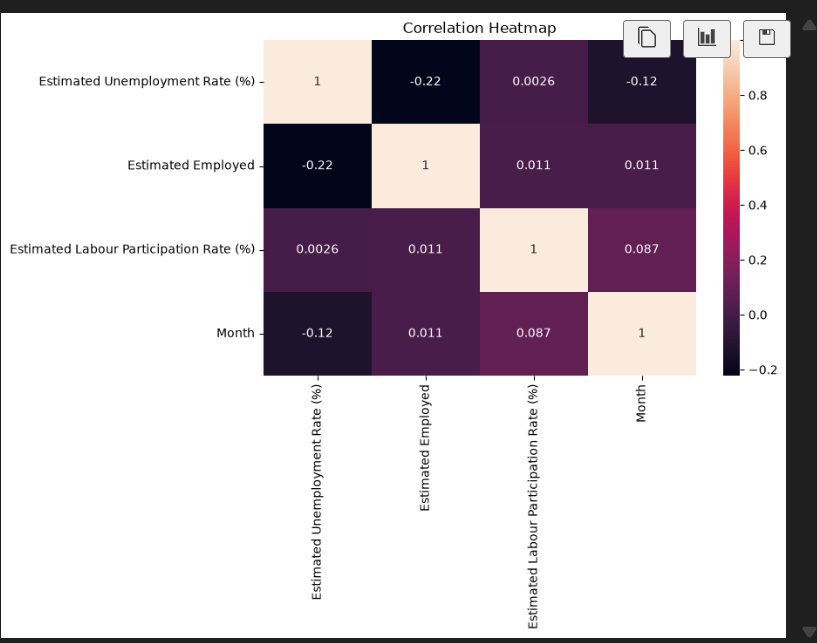 Correlation Heatmap
Estimated Unemployment Rate (%)
1
-0.22
0.0026
-0.12
Estimated Employed
-0.22
1
0.011
0.011
Estimated Labour Participation Rate (%)
0.0026
0.011
1
0.087
Month
-0.12
0.011
0.087
1
0.8
0.6
0.4
0.2
0.0
−0.2
Estimated Unemployment Rate (%)
Estimated Employed
Estimated Labour Participation Rate (%)
Month